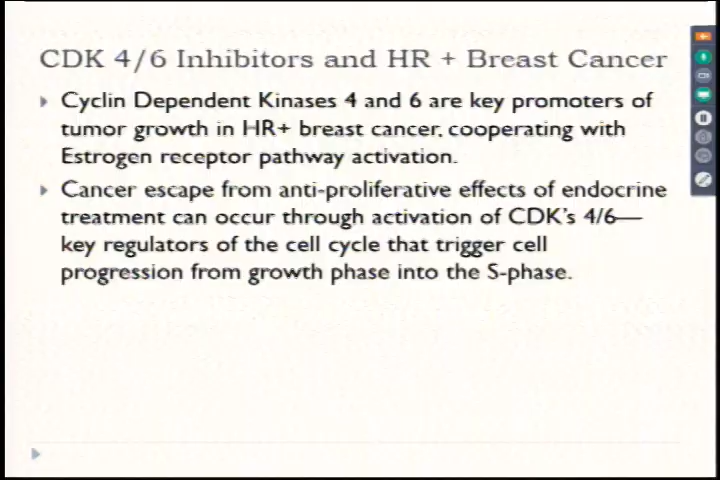 CDK 4/6 Inhibitors and HR + Breast Cancer
Cyclin Dependent Kinases 4 and 6 are key promoters of
tumor growth in HR+ breast cancer. cooperating with
Estrogen receptor pathway activation.
Cancer escape from anti-proliferative effects of endocrine
treatment can occur through activation of CDK's 4/6—
key regulators of the cell cycle that trigger cell
progression from growth phase into the S-phase.